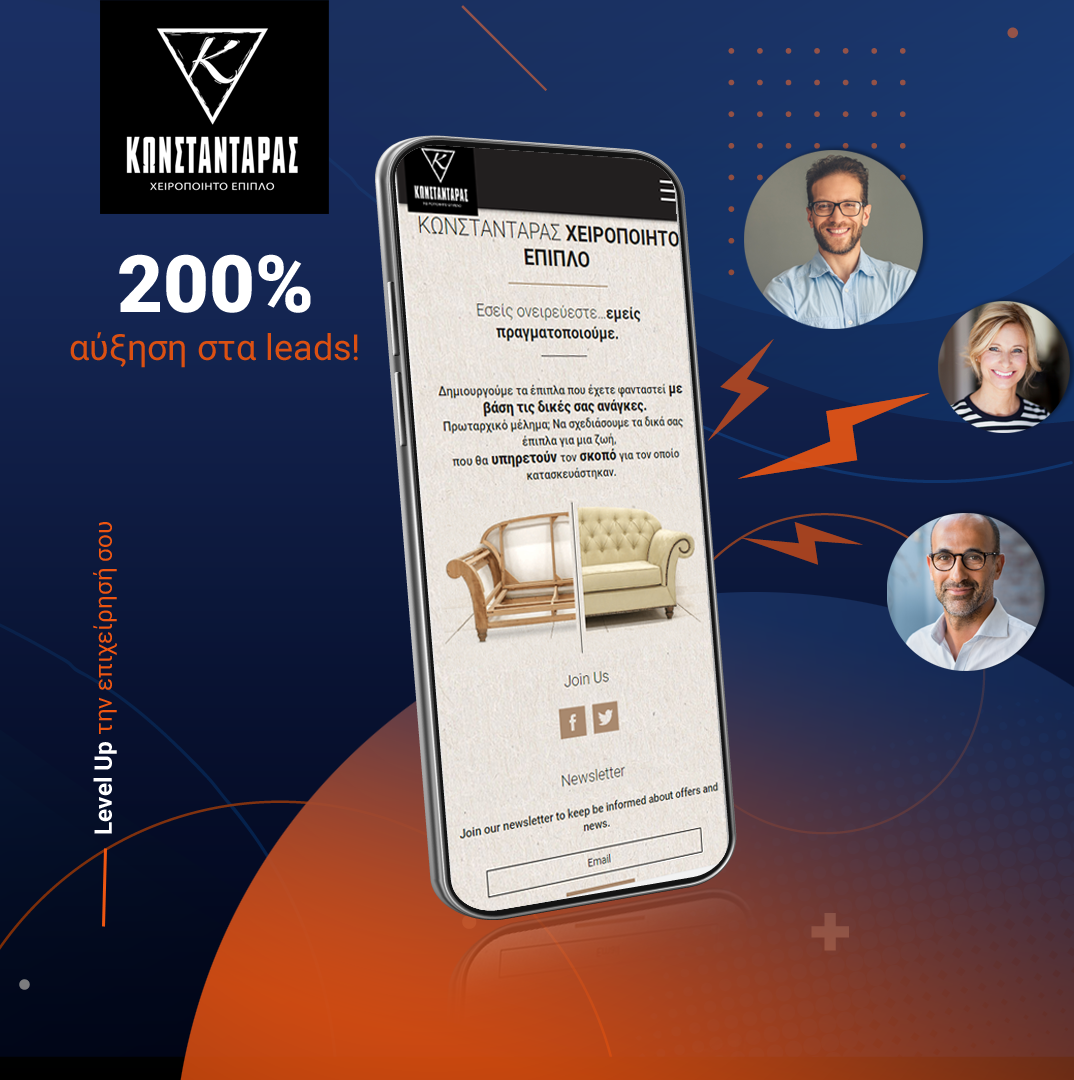 K
ΚΩΝΣΤΑΝΤΑΡΑΣ
ΧΕΙΡΟΠΟΙΗΤΟ ΕΠΙΠΛΟ
200%
αύξηση στα leads!
Level Up την επιχείρησή σου
K
ΚΩΝΣΤΑΝΤΑΡΑΣ
ΧΕΙΡΟΠΟΙΗΤΟ ΕΠΙΠΛΟ
ΚΩΝΣΤΑΝΤΑΡΑΣ ΧΕΙΡΟΠΟΙΗΤΟ
ΕΠΙΠΛΟ
Εσείς ονειρεύεστε...εμείς
πραγματοποιούμε.
Δημιουργούμε τα έπιπλα που έχετε φανταστεί με
βάση τις δικές σας ανάγκες.
Πρωταρχικό μέλημα; Να σχεδιάσουμε τα δικά σας
έπιπλα για μια ζωή,
που θα υπηρετούν τον σκοπό για τον οποίο
κατασκευάστηκαν.
Join Us
Newsletter
Join our newsletter to keep be informed about offers and
news.
Email